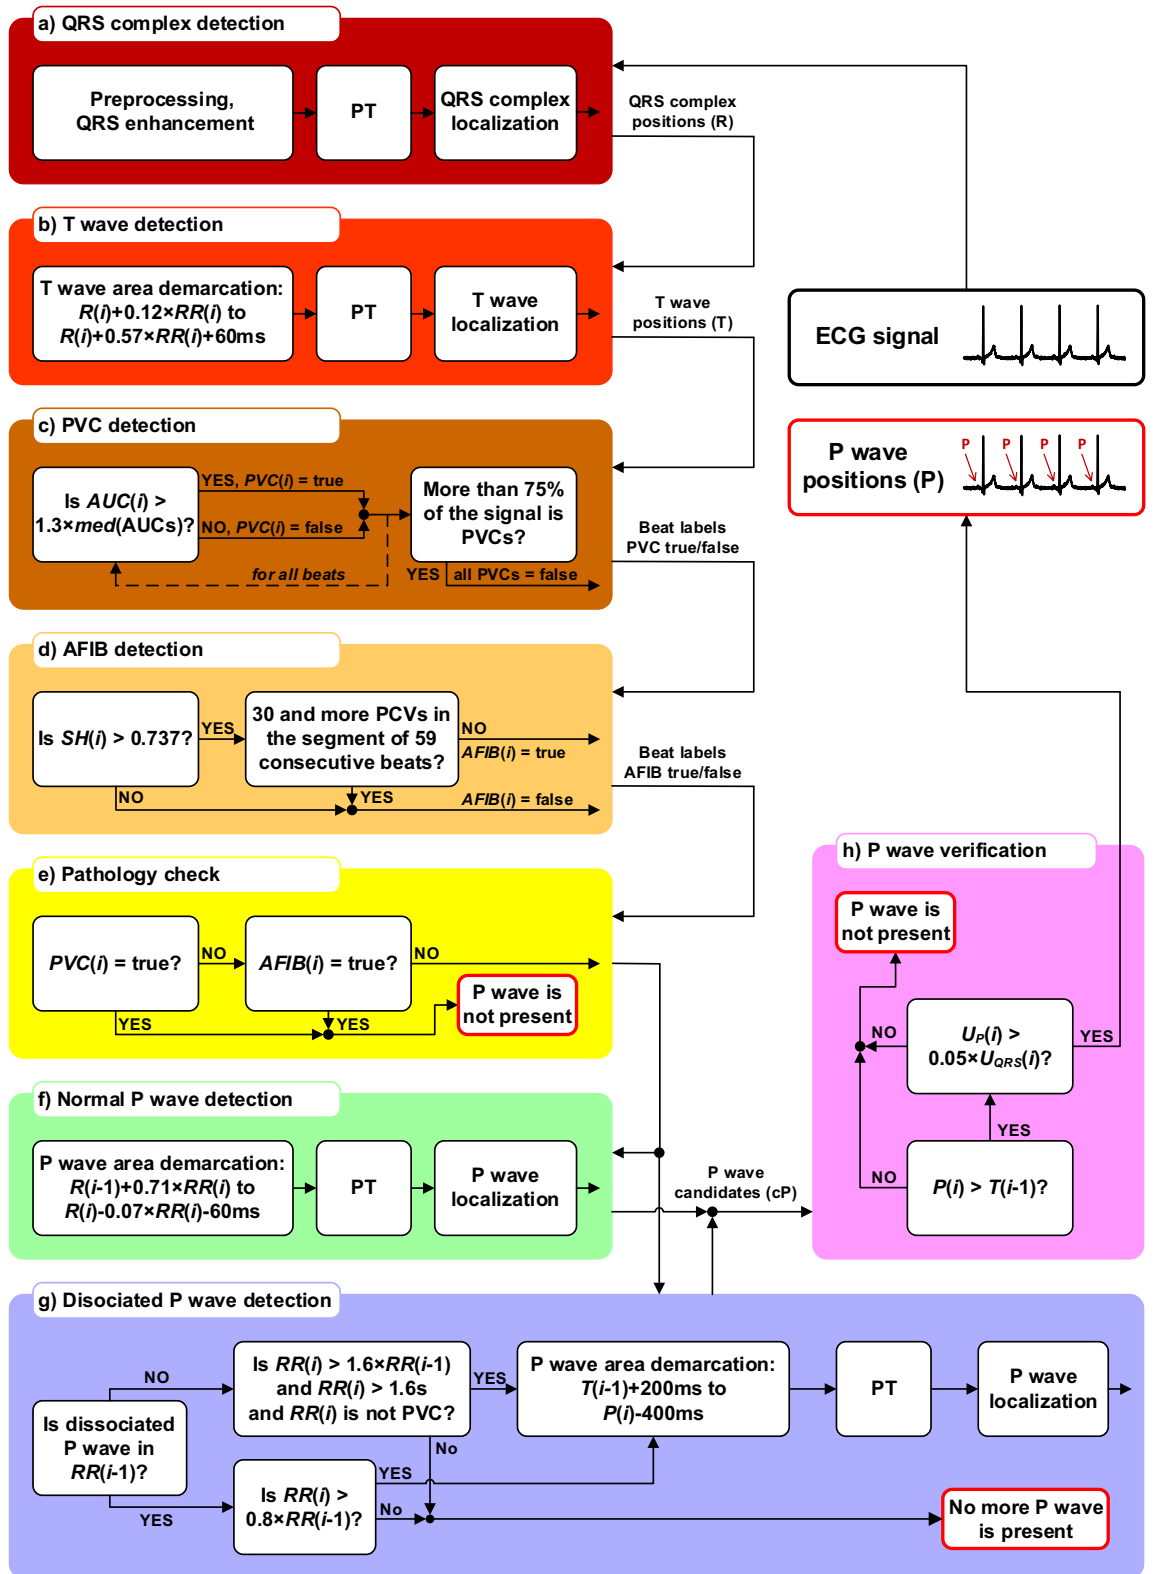 a) QRS complex detection
Preprocessing,
QRS enhancement
PT
QRS complex
localization
QRS complex
positions (R)
b) T wave detection
T wave area demarcation:
R(i)+0.12×RR(i) to
R(i)+0.57×RR(i)+60ms
PT
T wave
localization
T wave
positions (T)
ECG signal
P wave
positions (P)
P
P
P
P
c) PVC detection
Is AUC(i) >
1.3×med(AUCs)?
YES, PVC(i) = true
NO, PVC(i) = false
for all beats
More than 75%
of the signal is
PVCs?
YES
all PVCs = false
Beat labels
PVC true/false
d) AFIB detection
Is SH(i) > 0.737?
YES
NO
30 and more PCVs in
the segment of 59
consecutive beats?
NO
AFIB(i) = true
YES
AFIB(i) = false
Beat labels
AFIB true/false
e) Pathology check
PVC(i) = true?
NO
YES
AFIB(i) = true?
NO
YES
P wave is
not present
f) Normal P wave detection
P wave area demarcation:
R(i-1)+0.71×RR(i) to
R(i)-0.07×RR(i)-60ms
PT
P wave
localization
P wave
candidates (cP)
h) P wave verification
P wave is
not present
NO
U_P(i) >
0.05×U_QRS(i)?
YES
YES
NO
P(i) > T(i-1)?
g) Disociated P wave detection
Is dissociated
P wave in
RR(i-1)?
NO
YES
Is RR(i) > 1.6×RR(i-1)
and RR(i) > 1.6s
and RR(i) is not PVC?
YES
No
Is RR(i) >
0.8×RR(i-1)?
YES
No
P wave area demarcation:
T(i-1)+200ms to
P(i)-400ms
PT
P wave
localization
No more P wave
is present